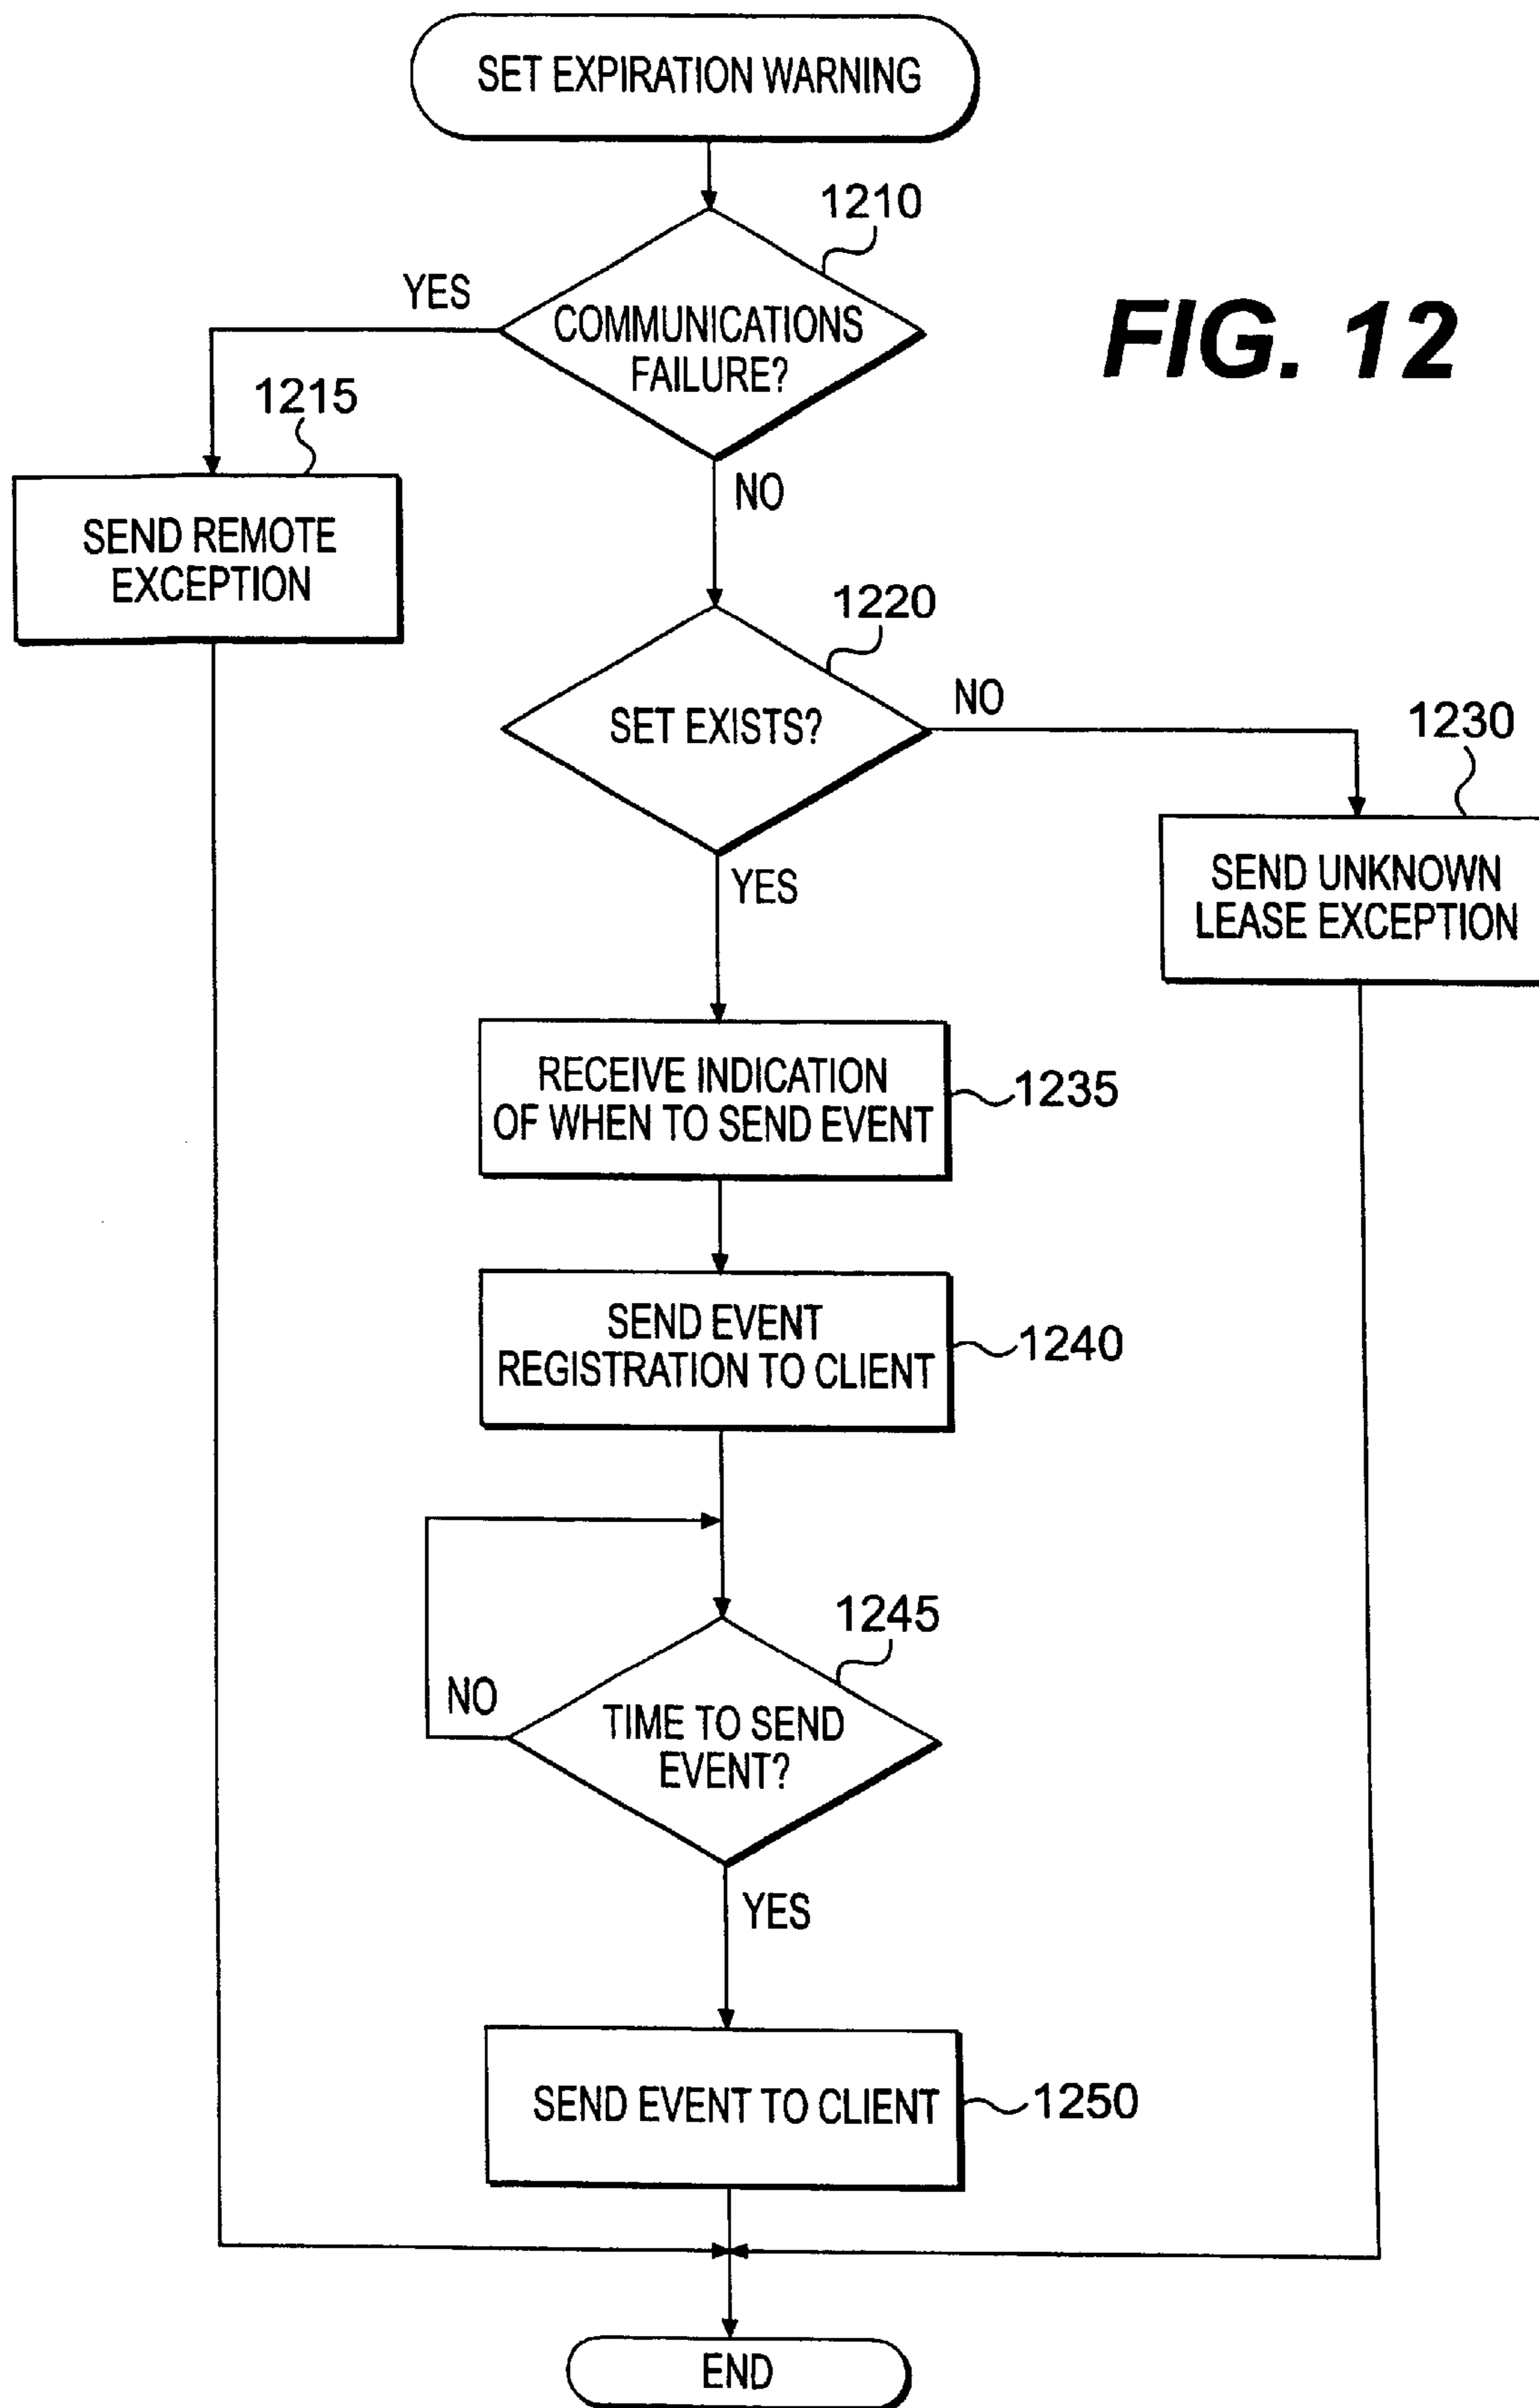 SET EXPIRATION WARNING
1210
YES
COMMUNICATIONS
FAILURE?
FIG. 12
1215
NO
SEND REMOTE
EXCEPTION
1220
SET EXISTS?
NO
1230
YES
SEND UNKNOWN
LEASE EXCEPTION
RECEIVE INDICATION
OF WHEN TO SEND EVENT
1235
SEND EVENT
REGISTRATION TO CLIENT
1240
1245
NO
TIME TO SEND
EVENT?
YES
SEND EVENT TO CLIENT
1250
END